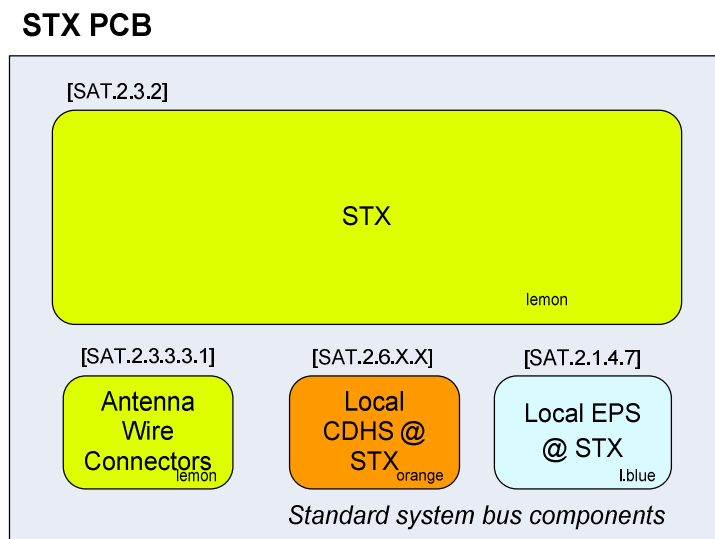 STX PCB
[SAT.2.3.2]
STX
lemon
[SAT.2.3.3.3.1]
Antenna
Wire
Connectors
lemon
[SAT.2.6.X.X]
Local
CDHS @
STX
orange
[SAT.2.1.4.7]
Local EPS
@ STX
l.blue
Standard system bus components